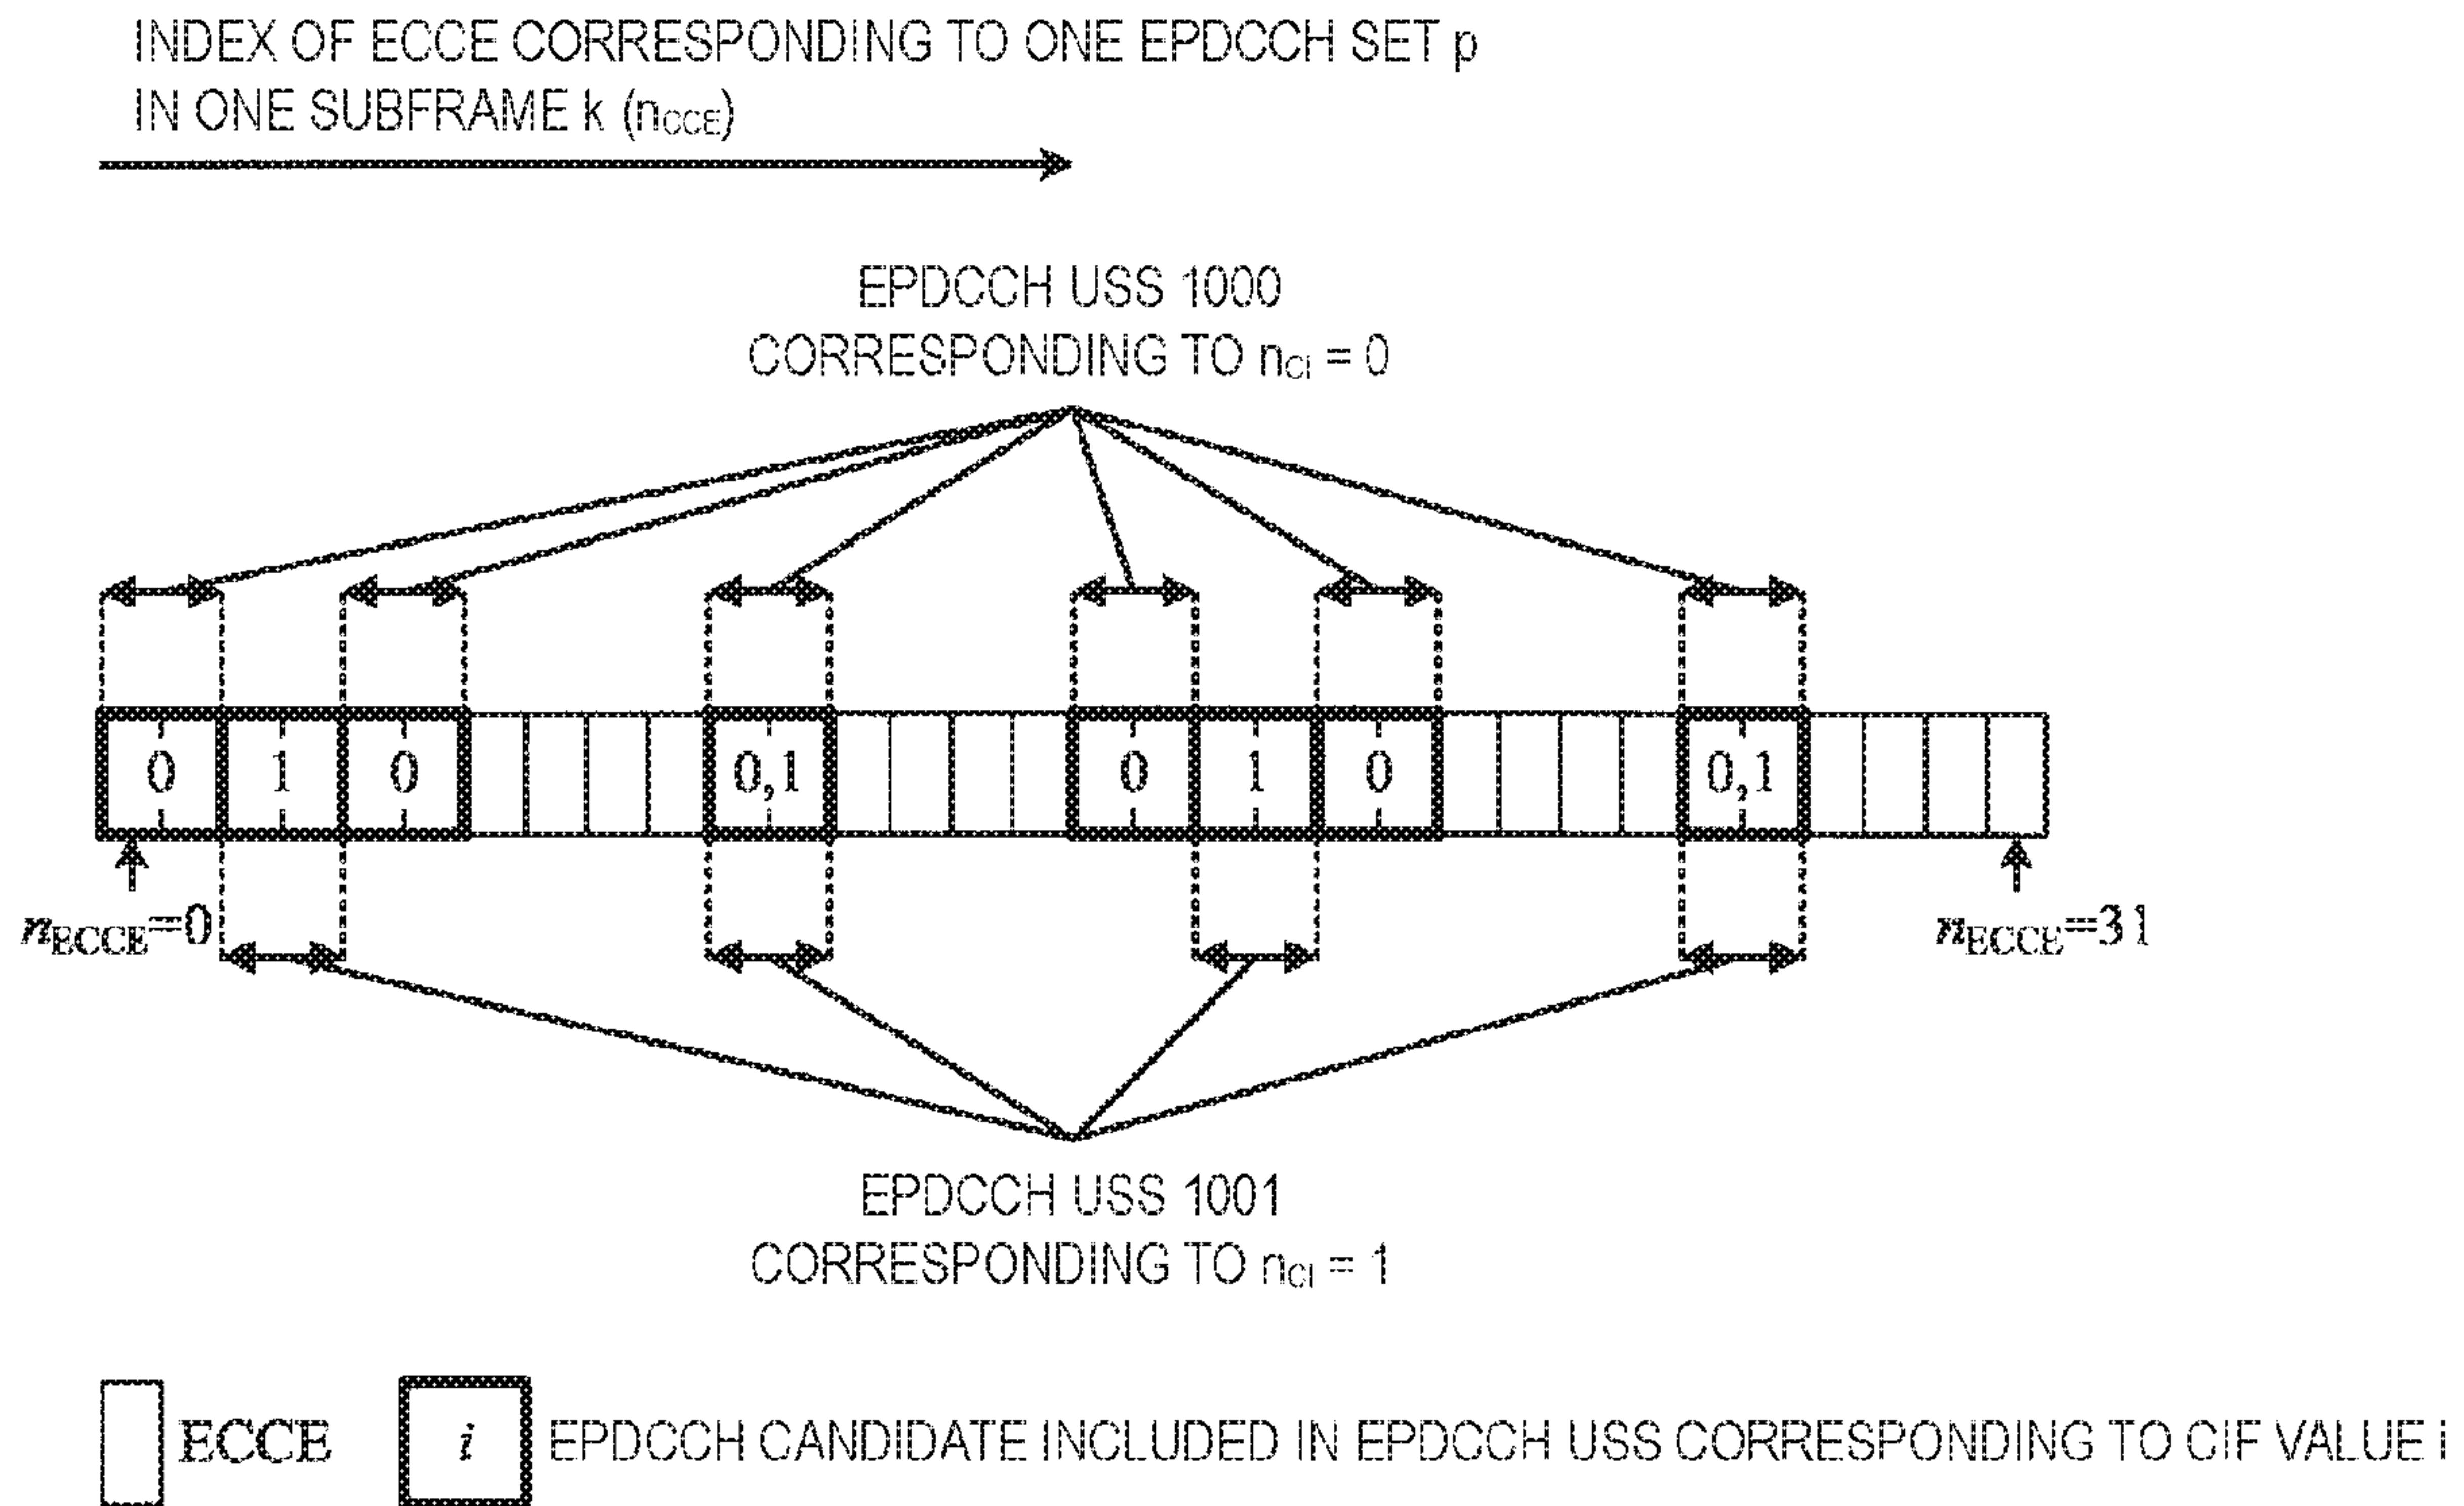 INDEX OF ECCE CORRESPONDING TO ONE EPDCCH SET p
IN ONE SUBFRAME k (nCCE)
EPDCCH USS 1000
CORRESPONDING TO nCI = 0
0 1 0 0,1 0 1 0 0,1
nECCE=0 nECCE=31
EPDCCH USS 1001
CORRESPONDING TO nCI = 1
ECCE i EPDCCH CANDIDATE INCLUDED IN EPDCCH USS CORRESPONDING TO CIF VALUE i